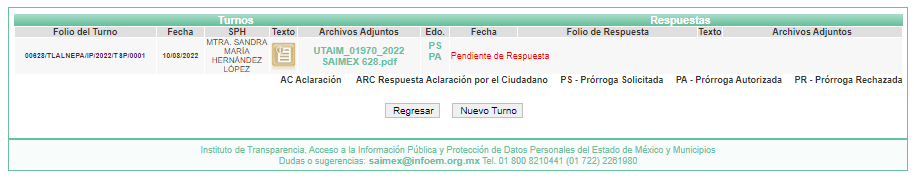 Turnos Respuestas
Folio del Turno Fecha SPH Texto Archivos Adjuntos Edo. Fecha Folio de Respuesta Texto Archivos Adjuntos
00628/TLALNEPA/IP/2022/TSP/0001 10/08/2022 MTRA. SANDRA MARÍA HERNÁNDEZ LÓPEZ UTAIM_01970_2022 SAIMEX 628.pdf PS PA Pendiente de Respuesta
AC Aclaración ARC Respuesta Aclaración por el Ciudadano PS - Prórroga Solicitada PA - Prórroga Autorizada PR - Prórroga Rechazada
Regresar Nuevo Turno
Instituto de Transparencia, Acceso a la Información Pública y Protección de Datos Personales del Estado de México y Municipios
Dudas o sugerencias: saimex@infoem.org.mx Tel. 01 800 8210441 (01 722) 2261980